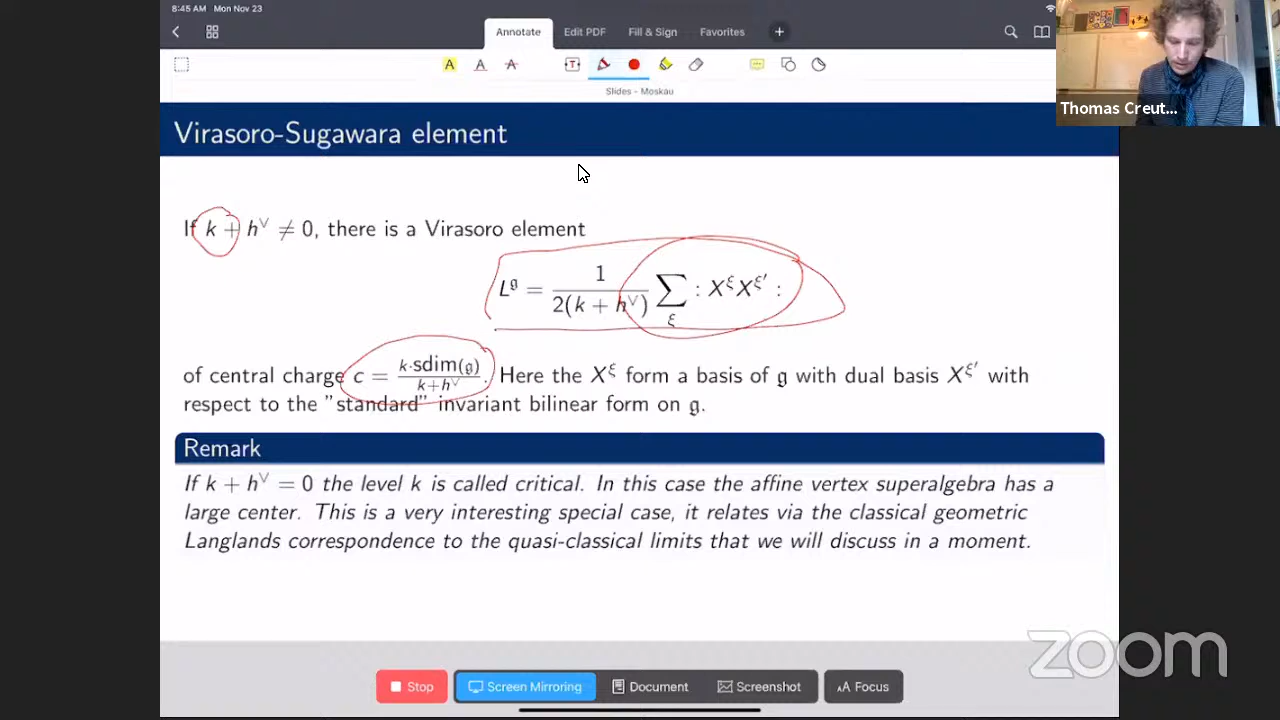 8:45 AM Mon Nov 23
Annotate Edit PDF Fill & Sign Favorites
Slides - Moskau
Thomas Creut...
Virasoro-Sugawara element
If k + h^∨ ≠ 0, there is a Virasoro element
L^𝔤 = 1/(2(k + h^∨)) ∑_ξ : X^ξ X^ξ′ :
of central charge c = k·sdim(𝔤)/(k+h^∨). Here the X^ξ form a basis of 𝔤 with dual basis X^ξ′ with
respect to the "standard" invariant bilinear form on 𝔤.
Remark
If k + h^∨ = 0 the level k is called critical. In this case the affine vertex superalgebra has a
large center. This is a very interesting special case, it relates via the classical geometric
Langlands correspondence to the quasi-classical limits that we will discuss in a moment.
zoom
Stop Screen Mirroring Document Screenshot Focus